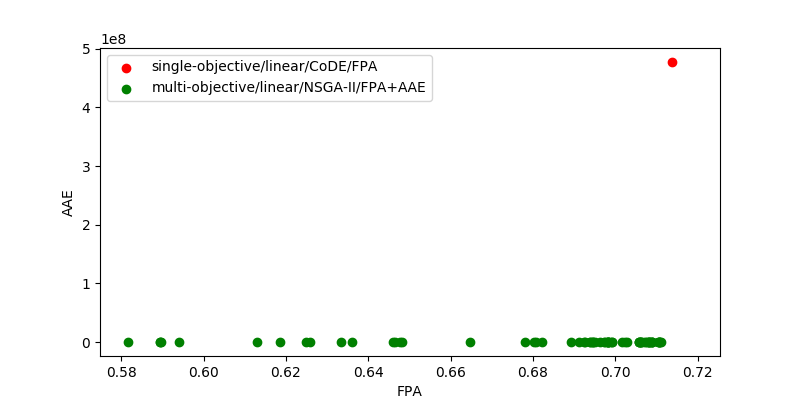 1e8
single-objective/linear/CoDE/FPA
multi-objective/linear/NSGA-II/FPA+AAE
AAE
5
4
3
2
1
0
0.58 0.60 0.62 0.64 0.66 0.68 0.70 0.72
FPA